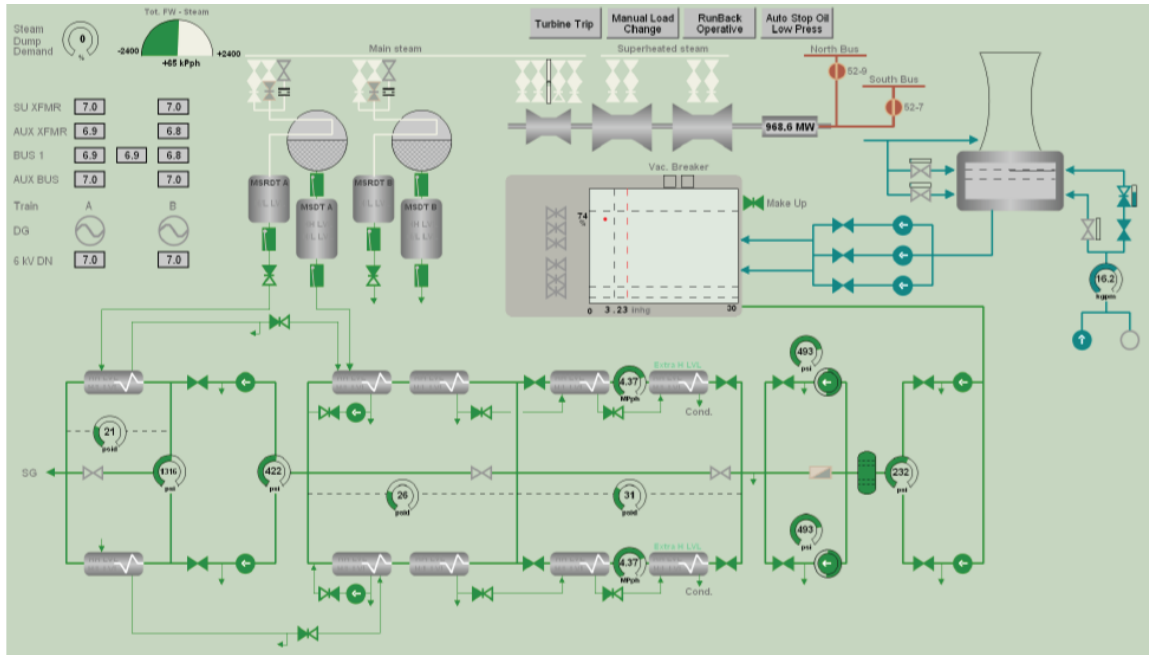 Tot. FW - Steam
Steam
Dump
Demand
0
%
-2400
+2400
+65 kPph
Turbine Trip
Manual Load
Change
RunBack
Operative
Auto Stop Oil
Low Press
Main steam
Superheated steam
North Bus
52-9
South Bus
52-7
968.6 MW
SU XFMR
7.0
7.0
AUX XFMR
6.9
6.8
BUS 1
6.9
6.9
6.8
AUX BUS
7.0
7.0
Train
A
B
DG
6 kV DN
7.0
7.0
MSRDT A
MSDT A
MSRDT B
MSDT B
Vac. Breaker
74
%
0
3.23 inhg
30
Make Up
16.2
kgpm
493
psi
4.37
MPph
Extra H LVL
Cond.
21
psid
SG
1316
psi
422
psi
26
psid
31
psid
232
psi
493
psi
4.37
MPph
Extra H LVL
Cond.